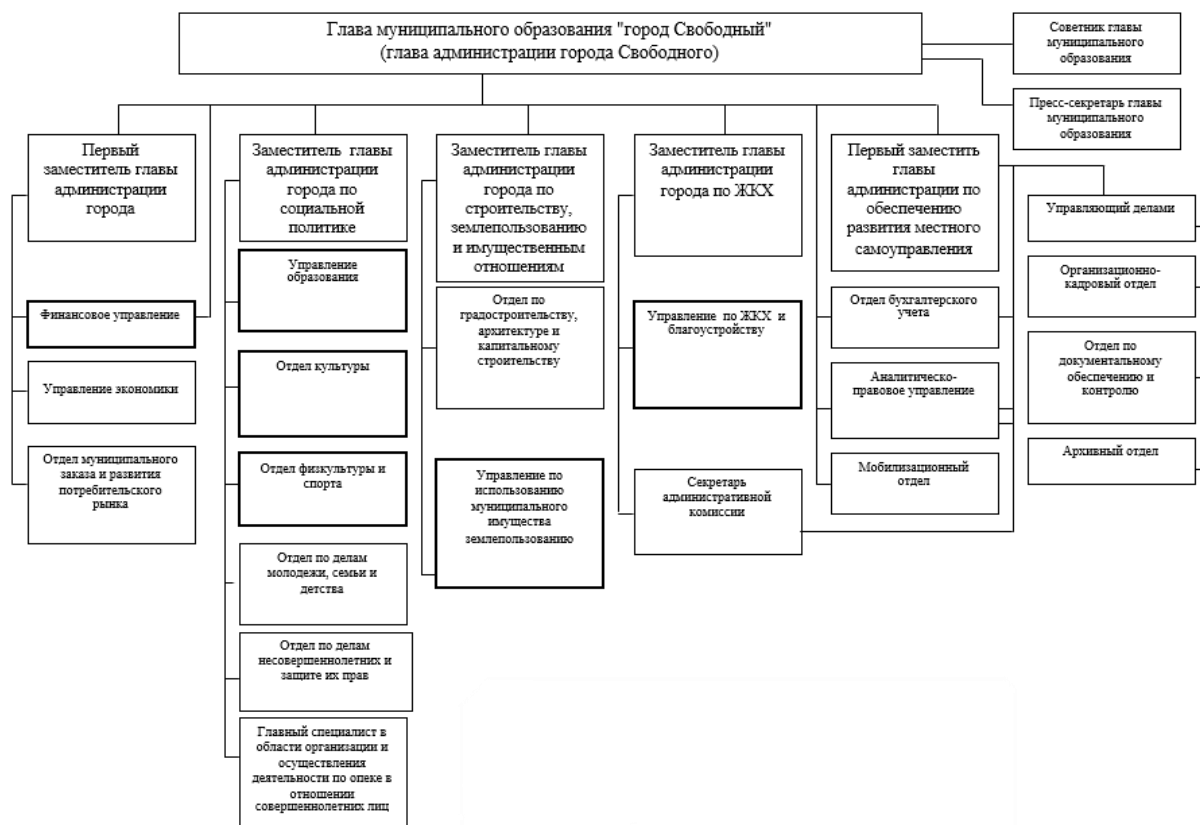 Глава муниципального образования "город Свободный"
(глава администрации города Свободного)
Советник главы
муниципального
образования
Пресс-секретарь главы
муниципального
образования
Первый
заместитель главы
администрации
города
Финансовое управление
Управление экономики
Отдел муниципального
заказа и развития
потребительского
рынка
Заместитель главы
администрации
города по
социальной
политике
Управление
образования
Отдел культуры
Отдел физкультуры и
спорта
Отдел по делам
молодежи, семьи и
детства
Отдел по делам
несовершеннолетних и
защите их прав
Главный специалист в
области организации и
осуществления
деятельности по опеке в
отношении
совершеннолетних лиц
Заместитель главы
администрации
города по
строительству,
землепользованию
и имущественным
отношениям
Отдел по
градостроительству,
архитектуре и
капитальному
строительству
Управление по
использованию
муниципального
имущества
землепользованию
Заместитель главы
администрации
города по ЖКХ
Управление по ЖКХ и
благоустройству
Секретарь
административной
комиссии
Первый заместить
главы
администрации по
обеспечению
развития местного
самоуправления
Отдел бухгалтерского
учета
Аналитическо-
правовое управление
Мобилизационный
отдел
Управляющий делами
Организационно-
кадровый отдел
Отдел по
документальному
обеспечению и
контролю
Архивный отдел